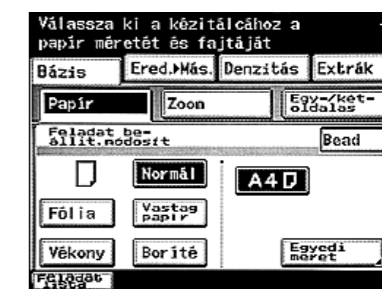 Válassza ki a kézitálcához a
papír méretét és fajtáját
Bázis Ered.▶Más. Denzitás Extrák
Papír Zoon Egy-/két-
oldalas
Feladat be-
állít.módosít Bead
Normál A4
Fólia Vastag
papír
Vékony Boríté Egyedi
méret
Feladat
lista